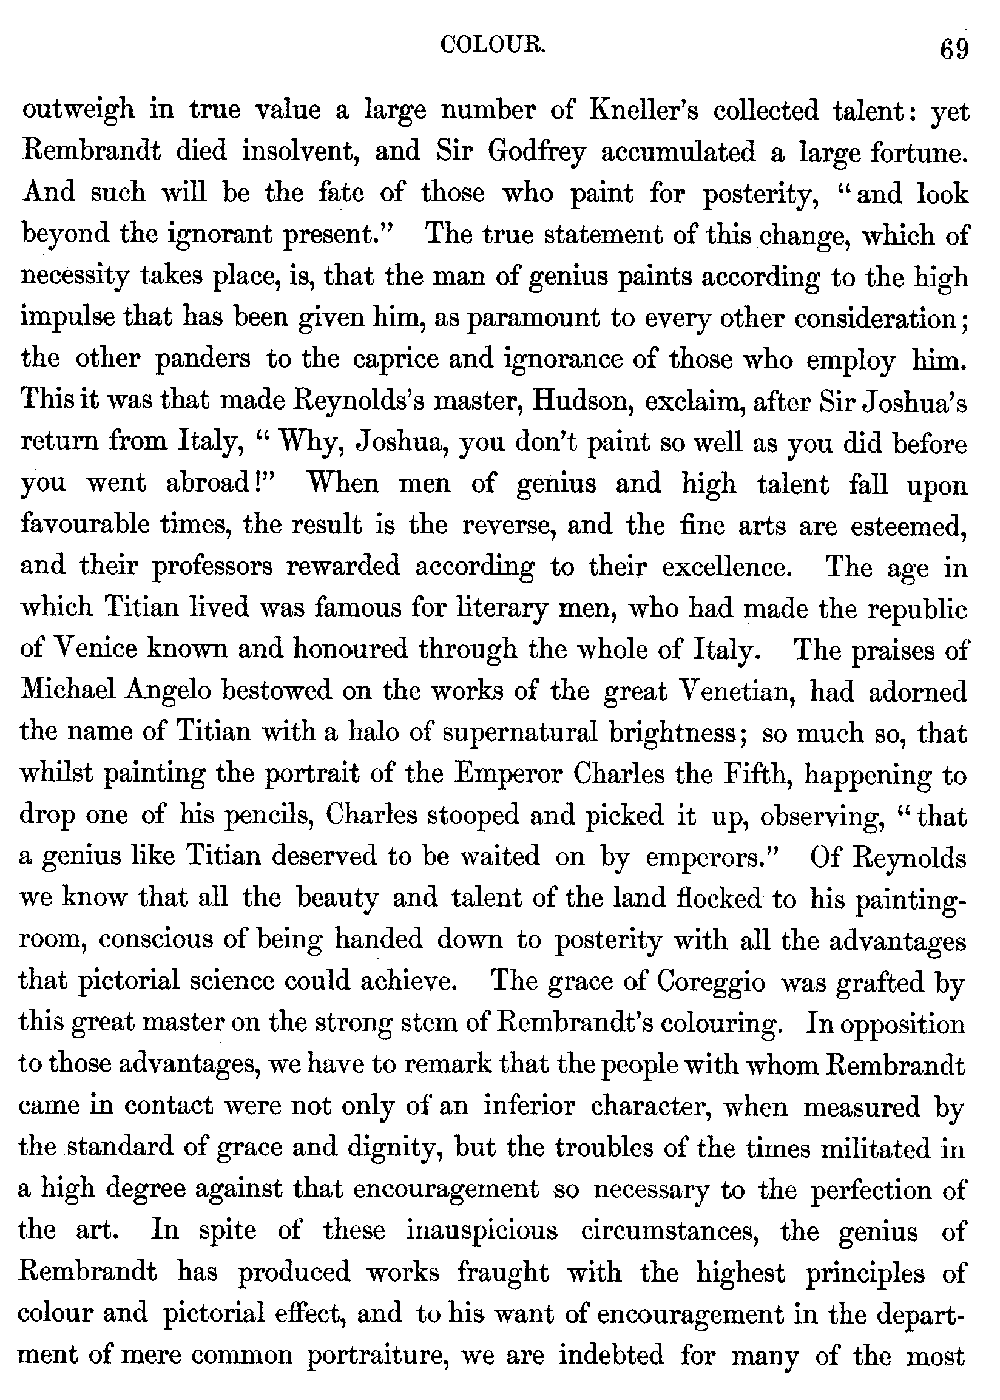 COLOUR. 69
outweigh in true value a large number of Kneller's collected talent: yet
Rembrandt died insolvent, and Sir Godfrey accumulated a large fortune.
And such will be the fate of those who paint for posterity, "and look
beyond the ignorant present." The true statement of this change, which of
necessity takes place, is, that the man of genius paints according to the high
impulse that has been given him, as paramount to every other consideration;
the other panders to the caprice and ignorance of those who employ him.
This it was that made Reynolds's master, Hudson, exclaim, after Sir Joshua's
return from Italy, "Why, Joshua, you don't paint so well as you did before
you went abroad!" When men of genius and high talent fall upon
favourable times, the result is the reverse, and the fine arts are esteemed,
and their professors rewarded according to their excellence. The age in
which Titian lived was famous for literary men, who had made the republic
of Venice known and honoured through the whole of Italy. The praises of
Michael Angelo bestowed on the works of the great Venetian, had adorned
the name of Titian with a halo of supernatural brightness; so much so, that
whilst painting the portrait of the Emperor Charles the Fifth, happening to
drop one of his pencils, Charles stooped and picked it up, observing, "that
a genius like Titian deserved to be waited on by emperors." Of Reynolds
we know that all the beauty and talent of the land flocked to his painting-
room, conscious of being handed down to posterity with all the advantages
that pictorial science could achieve. The grace of Coreggio was grafted by
this great master on the strong stem of Rembrandt's colouring. In opposition
to those advantages, we have to remark that the people with whom Rembrandt
came in contact were not only of an inferior character, when measured by
the standard of grace and dignity, but the troubles of the times militated in
a high degree against that encouragement so necessary to the perfection of
the art. In spite of these inauspicious circumstances, the genius of
Rembrandt has produced works fraught with the highest principles of
colour and pictorial effect, and to his want of encouragement in the depart-
ment of mere common portraiture, we are indebted for many of the most